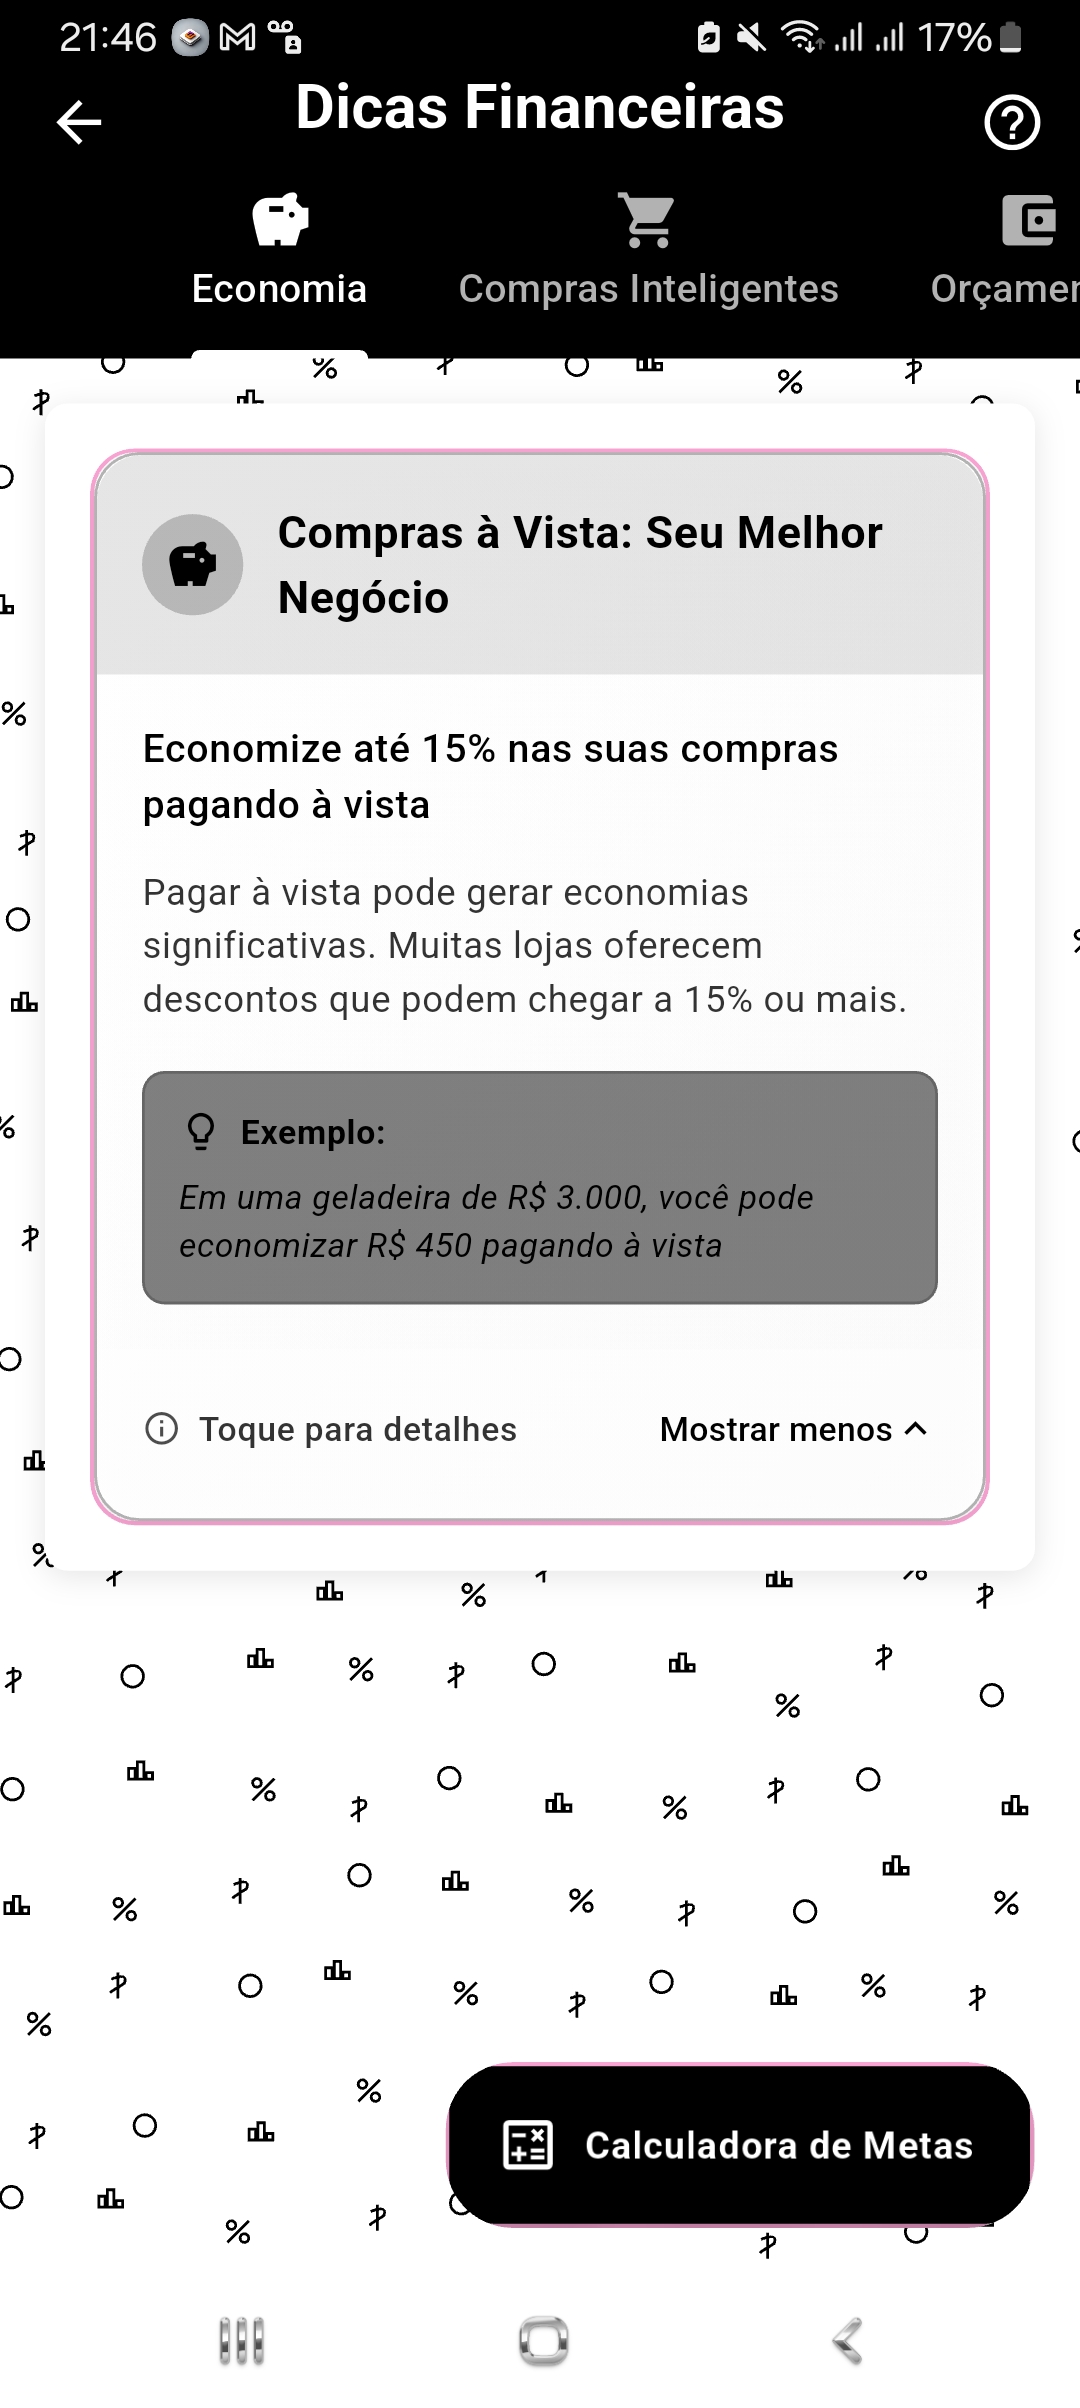 21:46
17%
Dicas Financeiras
Economia
Compras Inteligentes
Orçamen
Compras à Vista: Seu Melhor
Negócio
Economize até 15% nas suas compras
pagando à vista
Pagar à vista pode gerar economias
significativas. Muitas lojas oferecem
descontos que podem chegar a 15% ou mais.
Exemplo:
Em uma geladeira de R$ 3.000, você pode
economizar R$ 450 pagando à vista
Toque para detalhes
Mostrar menos
Calculadora de Metas